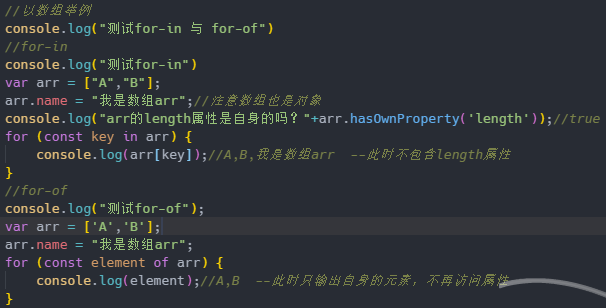 //以数组举例
console.log("测试for-in 与 for-of")
//for-in
console.log("测试for-in")
var arr = ["A","B"];
arr.name = "我是数组arr";//注意数组也是对象
console.log("arr的length属性是自身的吗？"+arr.hasOwnProperty('length'));//true
for (const key in arr) {
    console.log(arr[key]);//A,B,我是数组arr  --此时不包含length属性
}
//for-of
console.log("测试for-of");
var arr = ['A','B'];
arr.name = "我是数组arr";
for (const element of arr) {
    console.log(element);//A,B  --此时只输出自身的元素，不再访问属性
}